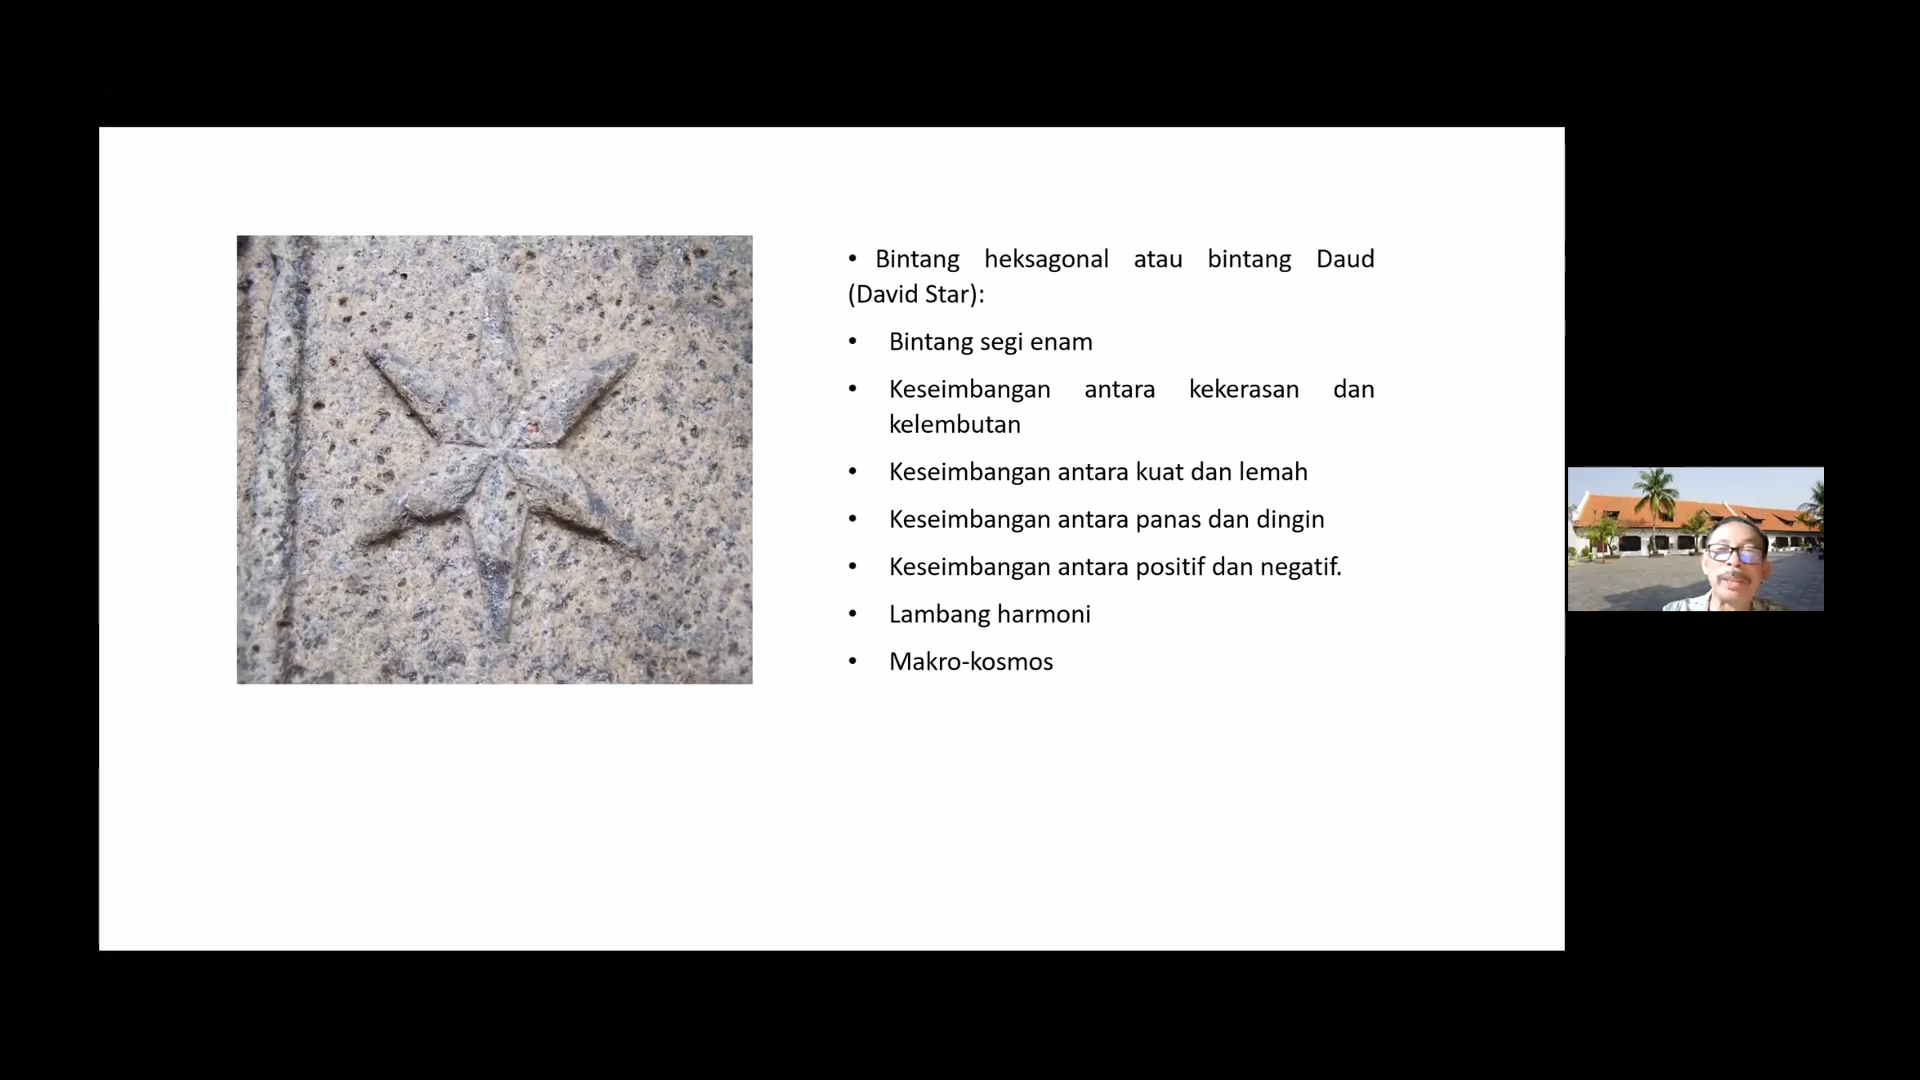 • Bintang heksagonal atau bintang Daud
(David Star):
• Bintang segi enam
• Keseimbangan antara kekerasan dan
kelembutan
• Keseimbangan antara kuat dan lemah
• Keseimbangan antara panas dan dingin
• Keseimbangan antara positif dan negatif.
• Lambang harmoni
• Makro-kosmos